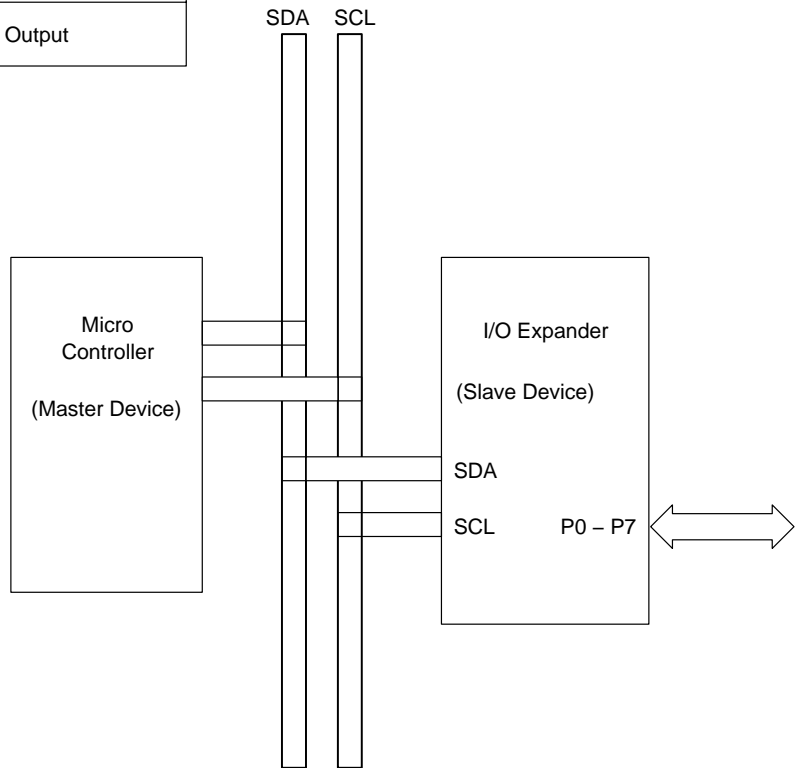 Output
SDA SCL
Micro
Controller
(Master Device)
I/O Expander
(Slave Device)
SDA
SCL P0 – P7